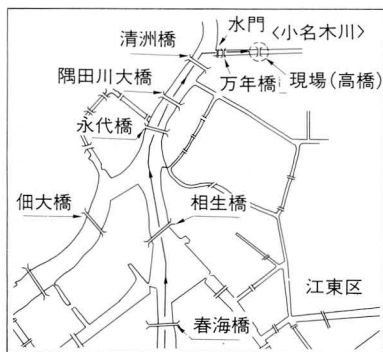 水門
〈小名木川〉
清洲橋
隅田川大橋
万年橋
現場(高橋)
永代橋
佃大橋
相生橋
江東区
春海橋